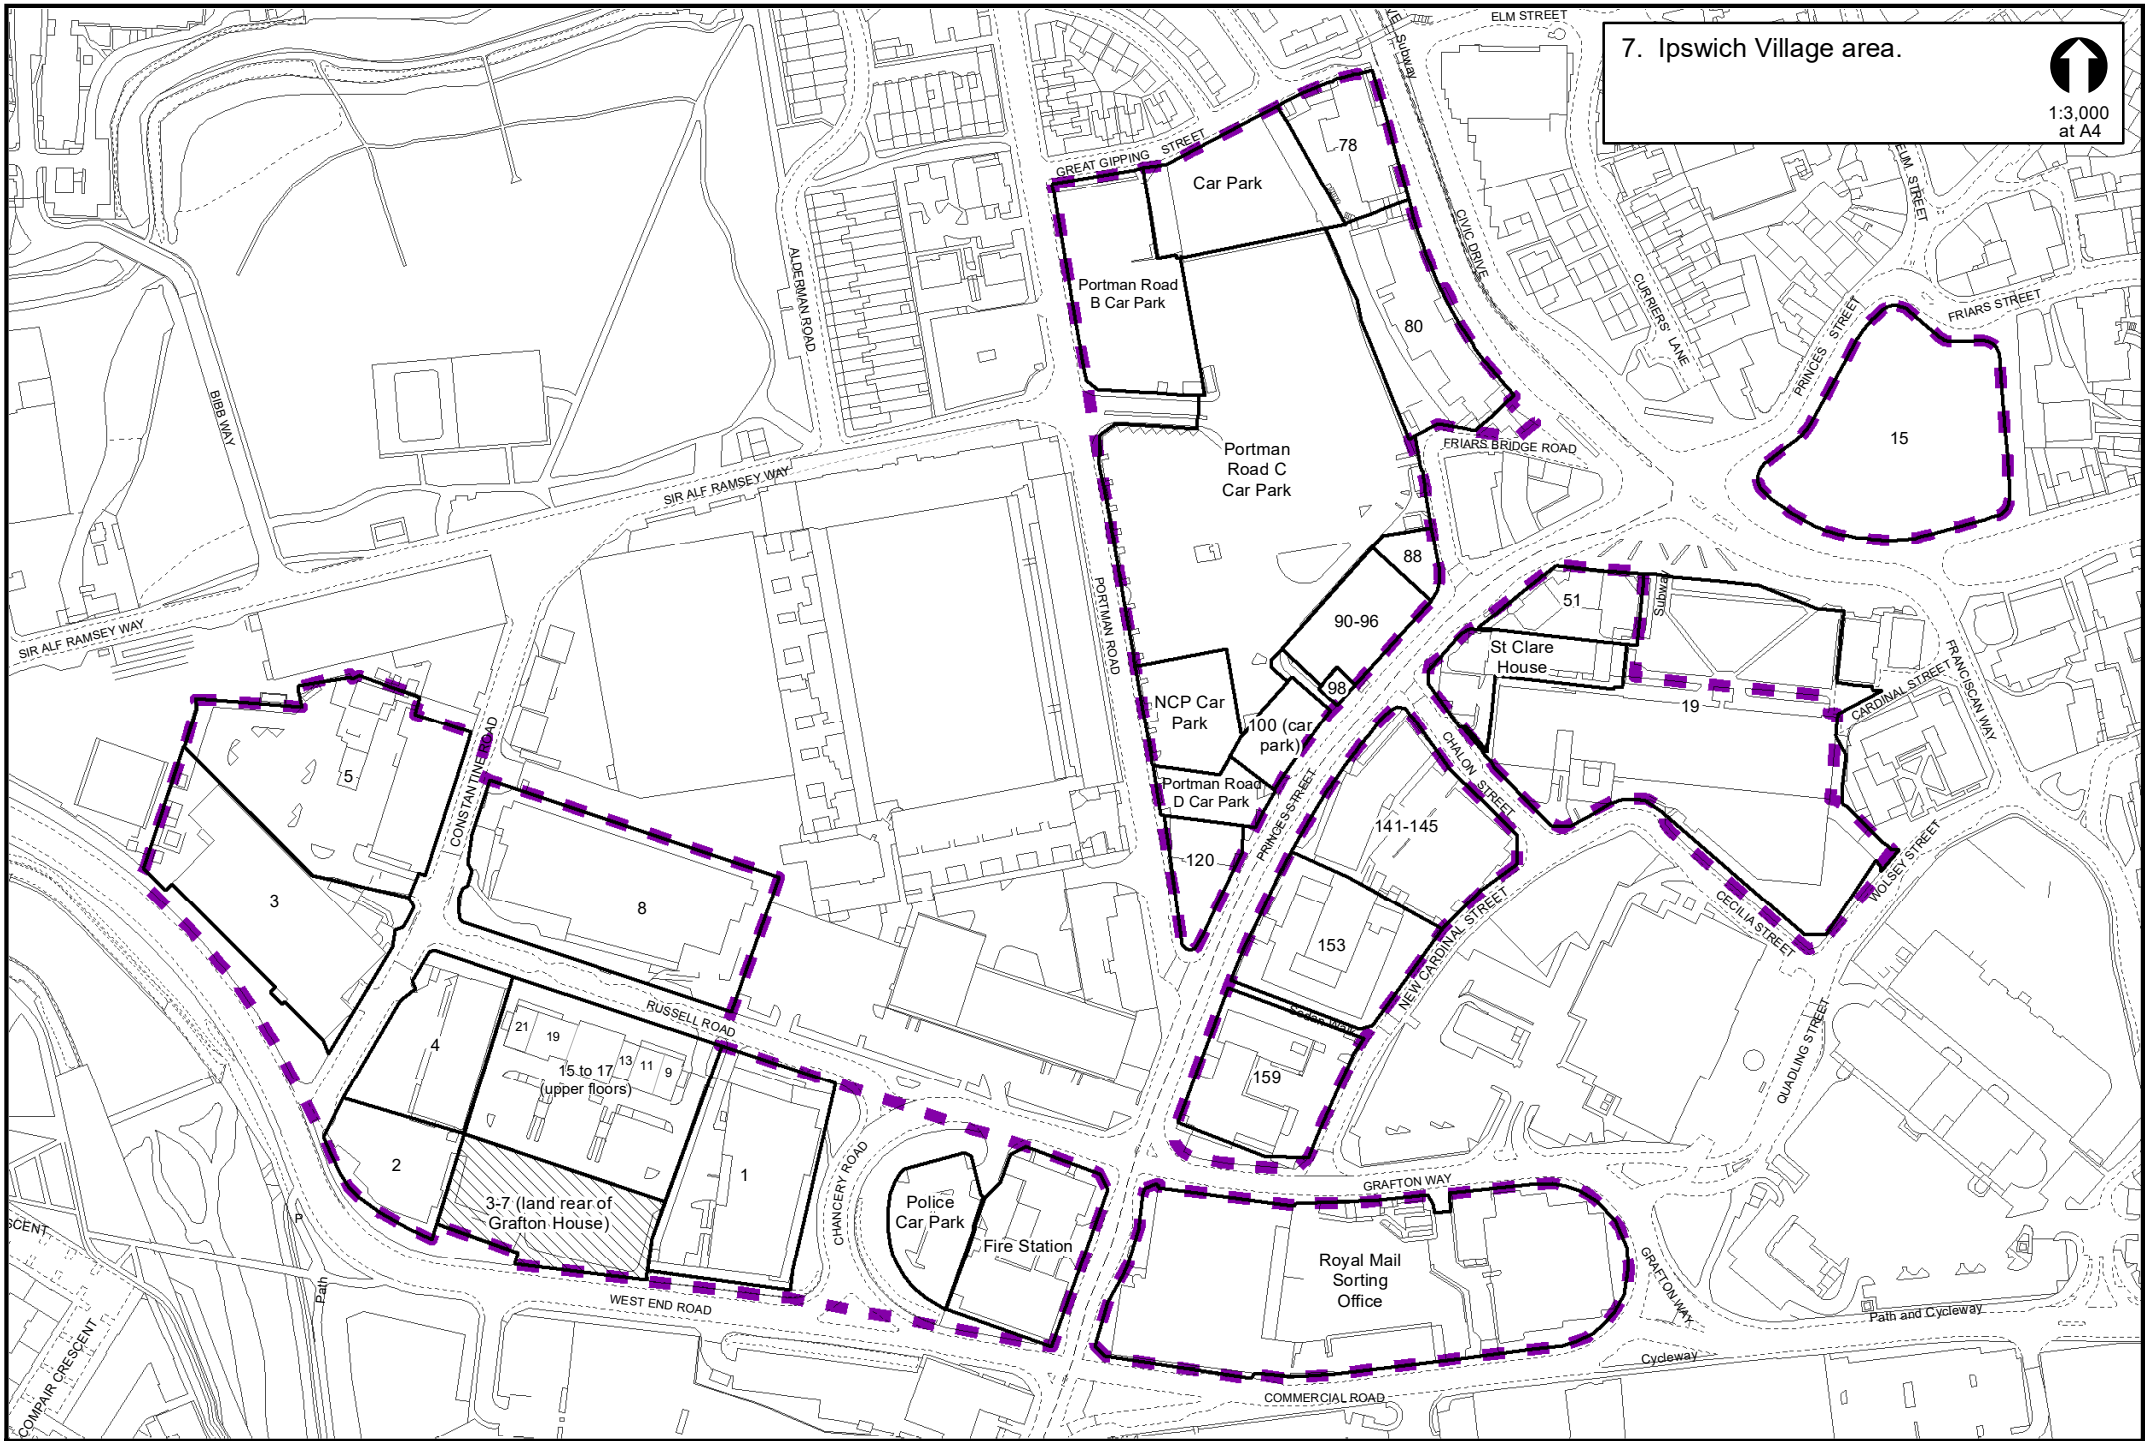 7. Ipswich Village area.
1:3,000
at A4
ELM STREET
Subway
ELM STREET
GREAT GIPPING STREET
Car Park
78
CIVIC DRIVE
ALDERMAN ROAD
Portman Road
B Car Park
80
CURRIERS' LANE
PRINCES STREET
FRIARS STREET
15
BIBB WAY
FRIARS BRIDGE ROAD
Portman
Road C
Car Park
SIR ALF RAMSEY WAY
88
PORTMAN ROAD
51
Subway
90-96
SIR ALF RAMSEY WAY
St Clare
House
FRANCISCAN WAY
98
CARDINAL STREET
NCP Car
Park
100 (car
park)
19
CONSTANTINE ROAD
CHALON STREET
5
Portman Road
D Car Park
PRINCES STREET
141-145
WOLSEY STREET
120
3
8
CECILIA STREET
153
NEW CARDINAL STREET
RUSSELL ROAD
Sedan Walk
QUADLING STREET
4
21
19
13
11
9
15 to 17
(upper floors)
159
2
1
CHANCERY ROAD
GRAFTON WAY
3-7 (land rear of
Grafton House)
Police
Car Park
Fire Station
P
SCENT
Royal Mail
Sorting
Office
GRAFTON WAY
Path
WEST END ROAD
Path and Cycleway
Cycleway
COMPAIR CRESCENT
COMMERCIAL ROAD